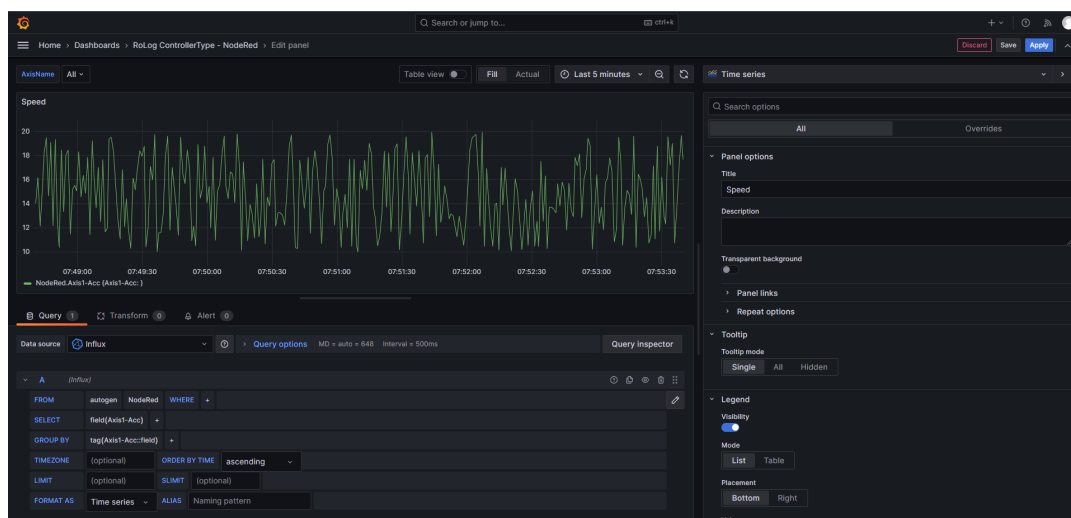 Search or jump to... ctrl+k
Home › Dashboards › RoLog ControllerType - NodeRed › Edit panel Discard Save Apply
AxisName All Table view Fill Actual Last 5 minutes Time series
Speed
Search options
All Overrides
20
18
16
14
12
10
07:49:00 07:49:30 07:50:00 07:50:30 07:51:00 07:51:30 07:52:00 07:52:30 07:53:00 07:53:30
NodeRed.Axis1-Acc {Axis1-Acc: }
Panel options
Title
Speed
Description
Transparent background
Panel links
Repeat options
Query 1 Transform 0 Alert 0
Data source Influx Query options MD = auto = 648 Interval = 500ms Query inspector
A (Influx)
FROM autogen NodeRed WHERE +
SELECT field(Axis1-Acc) +
GROUP BY tag(Axis1-Acc::field) +
TIMEZONE (optional) ORDER BY TIME ascending
LIMIT (optional) SLIMIT (optional)
FORMAT AS Time series ALIAS Naming pattern
Tooltip
Tooltip mode
Single All Hidden
Legend
Visibility
Mode
List Table
Placement
Bottom Right